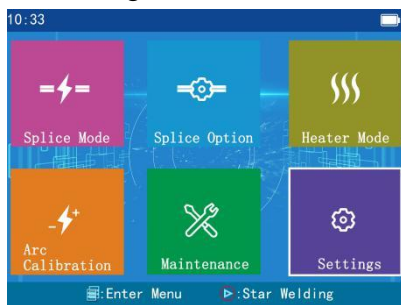 10:33
Splice Mode
Splice Option
Heater Mode
Arc
Calibration
Maintenance
Settings
:Enter Menu
:Star Welding